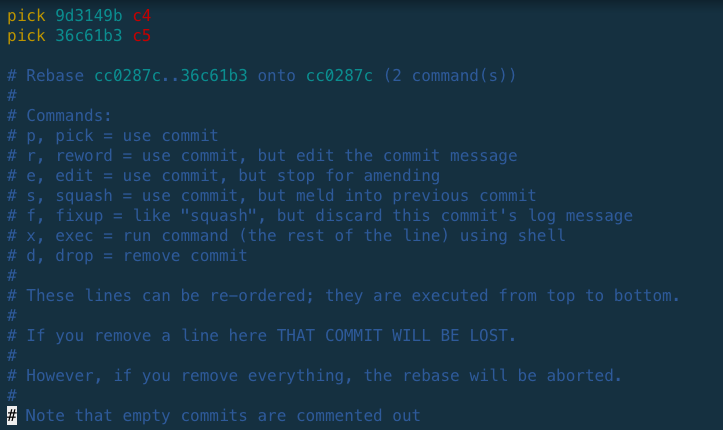 pick 9d3149b c4
pick 36c61b3 c5
# Rebase cc0287c..36c61b3 onto cc0287c (2 command(s))
#
# Commands:
# p, pick = use commit
# r, reword = use commit, but edit the commit message
# e, edit = use commit, but stop for amending
# s, squash = use commit, but meld into previous commit
# f, fixup = like "squash", but discard this commit's log message
# x, exec = run command (the rest of the line) using shell
# d, drop = remove commit
#
# These lines can be re-ordered; they are executed from top to bottom.
#
# If you remove a line here THAT COMMIT WILL BE LOST.
#
# However, if you remove everything, the rebase will be aborted.
#
# Note that empty commits are commented out